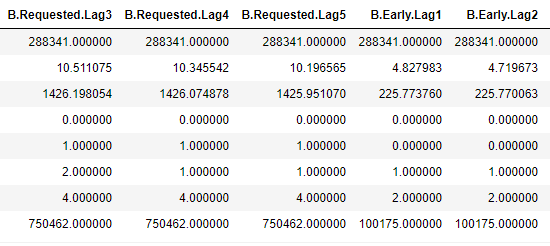 B.Requested.Lag3 B.Requested.Lag4 B.Requested.Lag5 B.Early.Lag1 B.Early.Lag2
288341.000000 288341.000000 288341.000000 288341.000000 288341.000000
10.511075 10.345542 10.196565 4.827983 4.719673
1426.198054 1426.074878 1425.951070 225.773760 225.770063
0.000000 0.000000 0.000000 0.000000 0.000000
1.000000 1.000000 1.000000 0.000000 0.000000
2.000000 1.000000 1.000000 1.000000 1.000000
4.000000 4.000000 4.000000 2.000000 2.000000
750462.000000 750462.000000 750462.000000 100175.000000 100175.000000